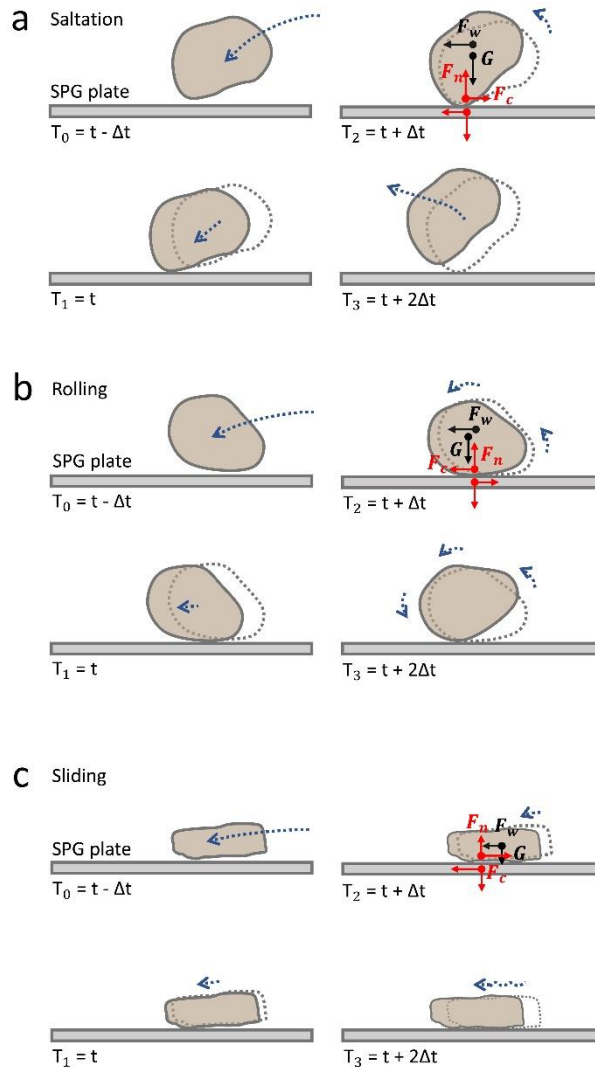 a Saltation
SPG plate
T₀ = t - Δt
F_w
G
F_n
F_c
T₂ = t + Δt
T₁ = t
T₃ = t + 2Δt
b Rolling
SPG plate
T₀ = t - Δt
F_w
G
F_n
F_c
T₂ = t + Δt
T₁ = t
T₃ = t + 2Δt
c Sliding
SPG plate
T₀ = t - Δt
F_n
F_w
G
F_c
T₂ = t + Δt
T₁ = t
T₃ = t + 2Δt